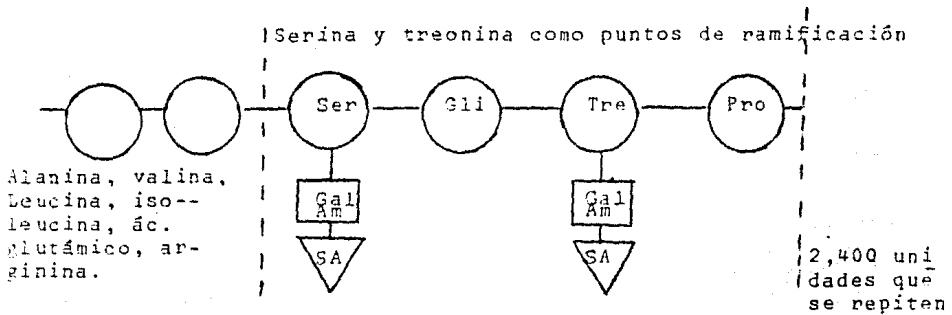 Serina y treonina como puntos de ramificación
Ser
Gli
Tre
Pro
Gal
Am
Gal
Am
SA
SA
Alanina, valina,
Leucina, iso--
leucina, ác.
glutámico, ar-
ginina.
2,400 uni
dades que
se repiten